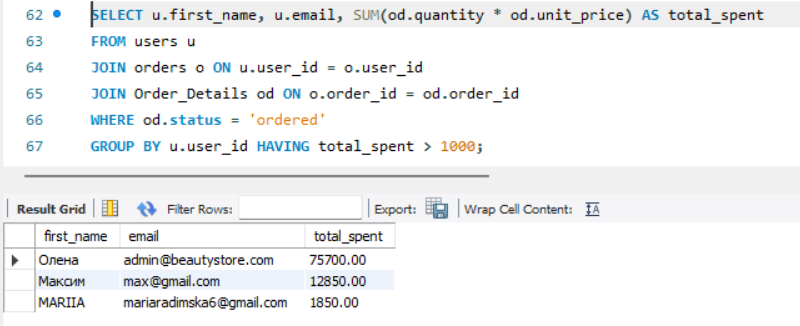 62 SELECT u.first_name, u.email, SUM(od.quantity * od.unit_price) AS total_spent
63 FROM users u
64 JOIN orders o ON u.user_id = o.user_id
65 JOIN Order_Details od ON o.order_id = od.order_id
66 WHERE od.status = 'ordered'
67 GROUP BY u.user_id HAVING total_spent > 1000;
Result Grid Filter Rows: Export: Wrap Cell Content:
first_name email total_spent
Олена admin@beautystore.com 75700.00
Максим max@gmail.com 12850.00
MARIIA mariaradimska6@gmail.com 1850.00